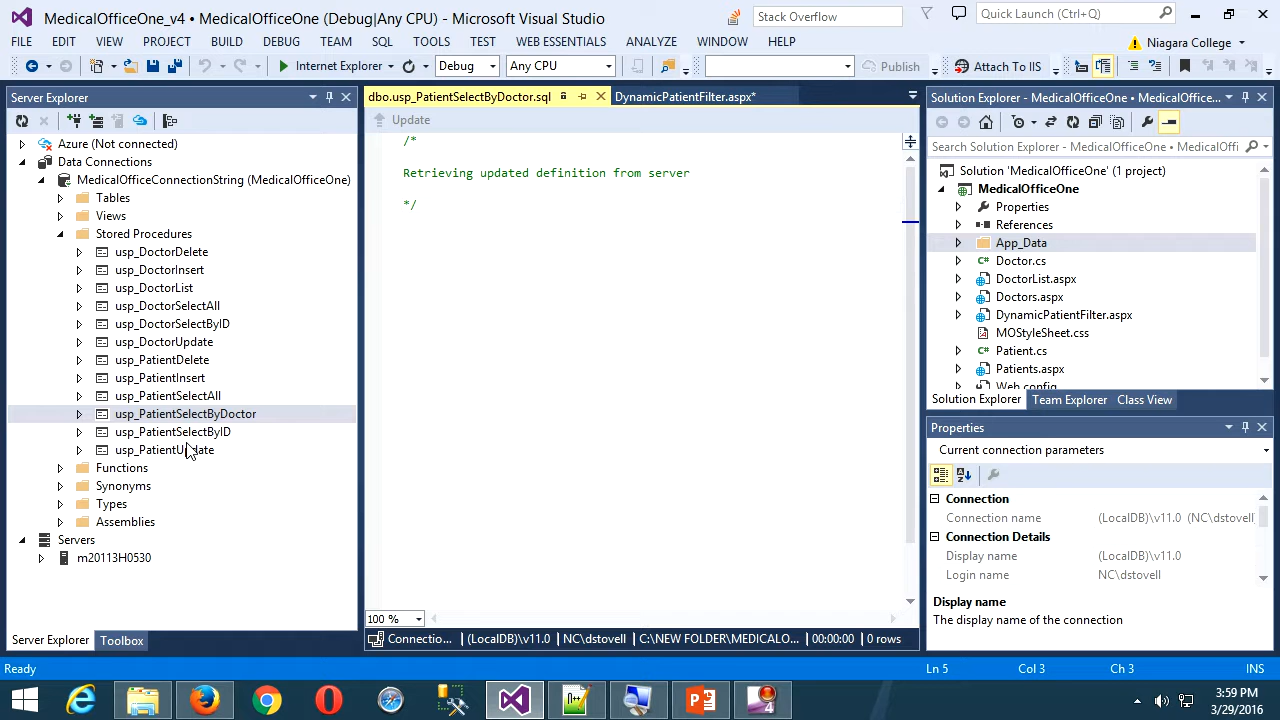 MedicalOfficeOne_v4 • MedicalOfficeOne (Debug|Any CPU) - Microsoft Visual Studio
Stack Overflow
Quick Launch (Ctrl+Q)
FILE EDIT VIEW PROJECT BUILD DEBUG TEAM SQL TOOLS TEST WEB ESSENTIALS ANALYZE WINDOW HELP
Niagara College
Internet Explorer
Debug
Any CPU
Publish
Attach To IIS
Server Explorer
Azure (Not connected)
Data Connections
MedicalOfficeConnectionString (MedicalOfficeOne)
Tables
Views
Stored Procedures
usp_DoctorDelete
usp_DoctorInsert
usp_DoctorList
usp_DoctorSelectAll
usp_DoctorSelectByID
usp_DoctorUpdate
usp_PatientDelete
usp_PatientInsert
usp_PatientSelectAll
usp_PatientSelectByDoctor
usp_PatientSelectByID
usp_PatientUpdate
Functions
Synonyms
Types
Assemblies
Servers
m20113H0530
Server Explorer Toolbox
dbo.usp_PatientSelectByDoctor.sql
DynamicPatientFilter.aspx*
Update
/*
Retrieving updated definition from server
*/
100 %
Connectio... | (LocalDB)\v11.0 | NC\dstovell | C:\NEW FOLDER\MEDICALO... | 00:00:00 | 0 rows
Solution Explorer - MedicalOfficeOne • MedicalOffice...
Search Solution Explorer - MedicalOfficeOne • MedicalOffi
Solution 'MedicalOfficeOne' (1 project)
MedicalOfficeOne
Properties
References
App_Data
Doctor.cs
DoctorList.aspx
Doctors.aspx
DynamicPatientFilter.aspx
MOStyleSheet.css
Patient.cs
Patients.aspx
Web.config
Solution Explorer Team Explorer Class View
Properties
Current connection parameters
Connection
Connection name (LocalDB)\v11.0 (NC\dstovell
Connection Details
Display name (LocalDB)\v11.0
Login name NC\dstovell
Display name
The display name of the connection
Ready
Ln 5 Col 3 Ch 3 INS
3:59 PM
3/29/2016